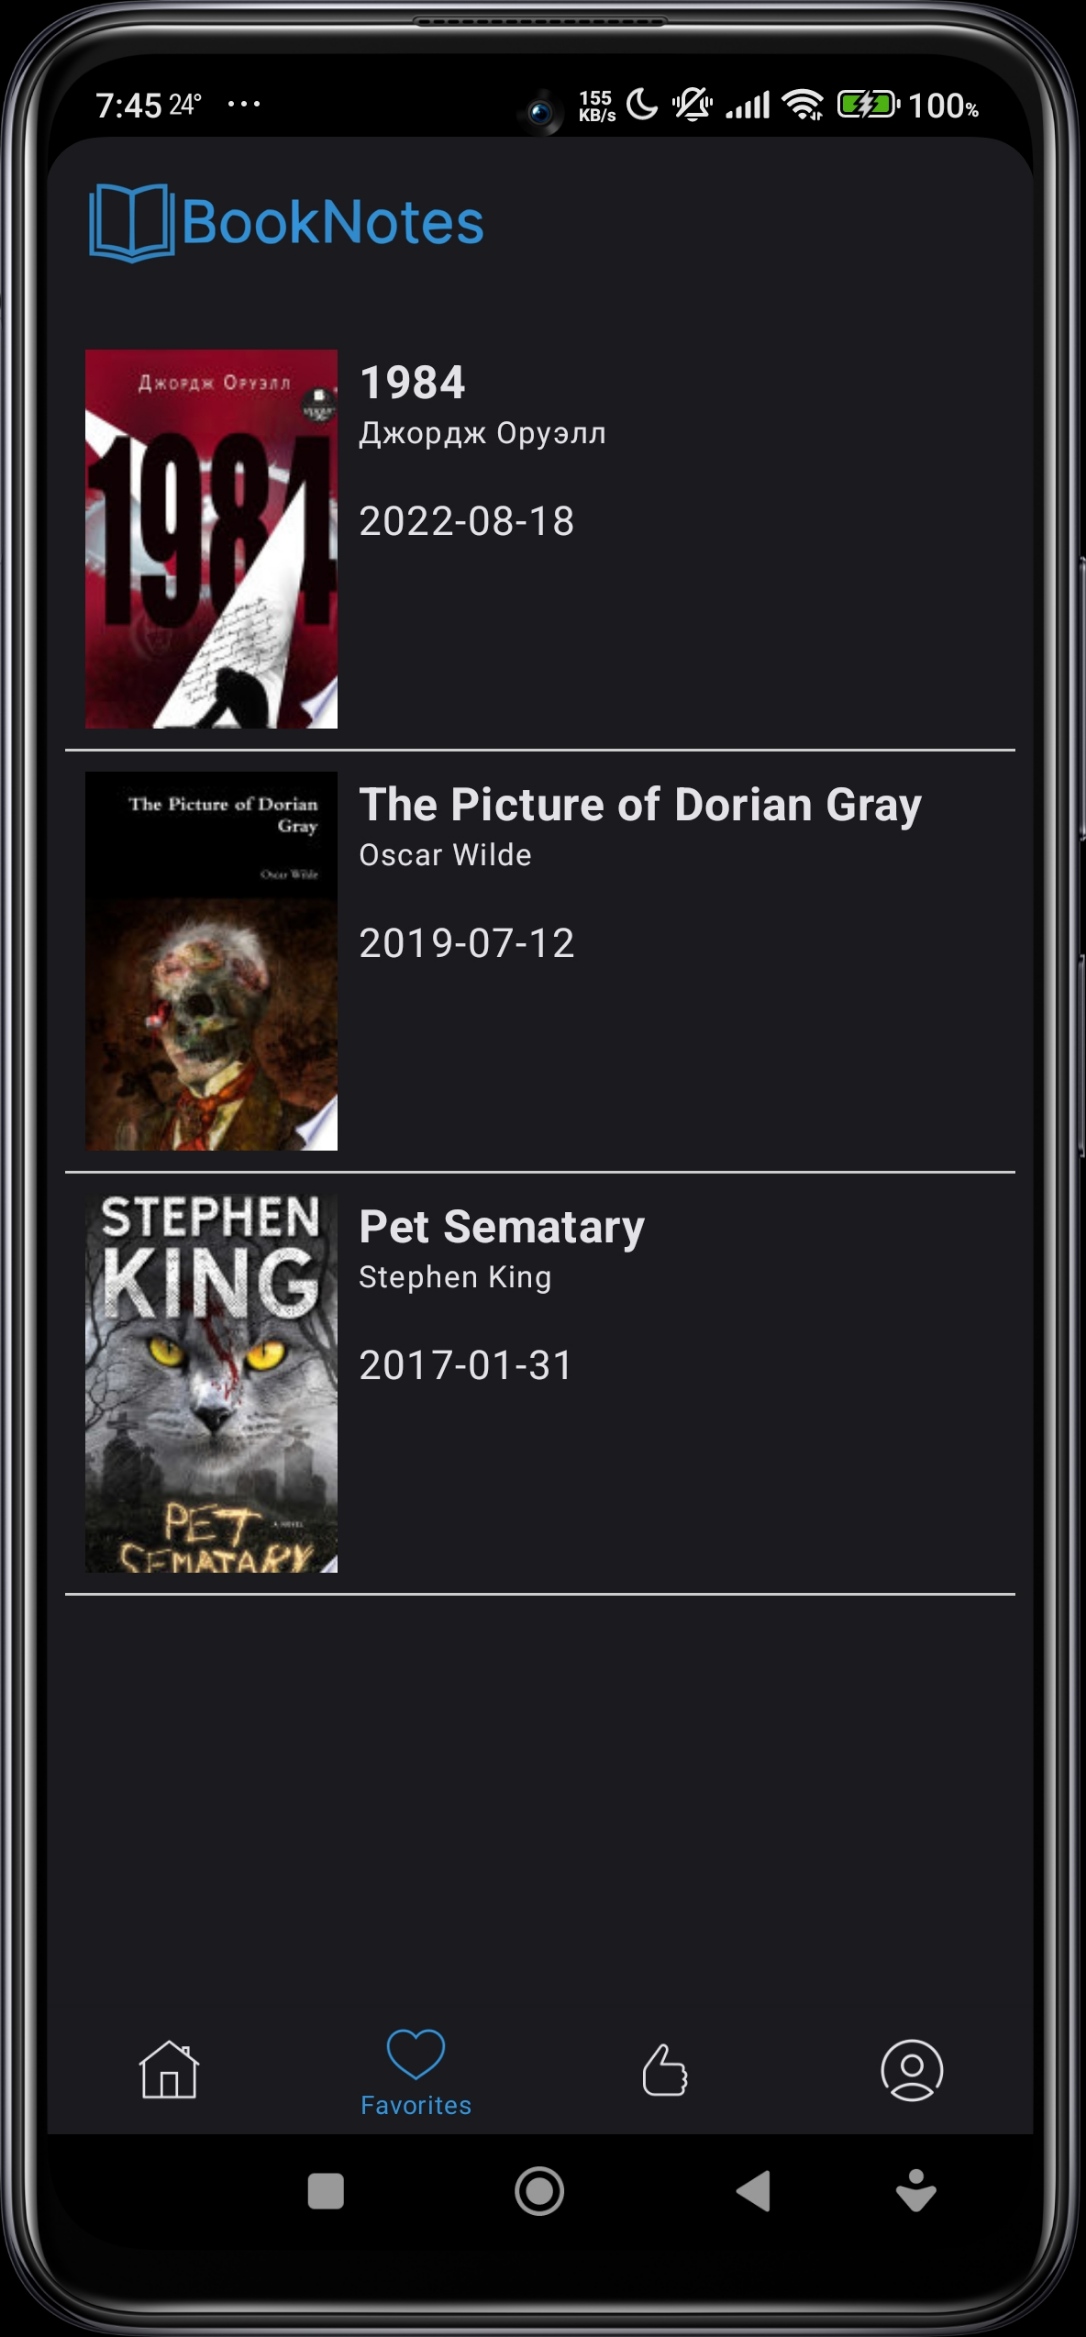 7:45 24° ...
155
KB/s
100%
BookNotes
Джордж Оруэлл
1984
1984
Джордж Оруэлл
2022-08-18
The Picture of Dorian
Gray
Oscar Wilde
The Picture of Dorian Gray
Oscar Wilde
2019-07-12
STEPHEN
KING
PET
A NOVEL
SEMATARY
Pet Sematary
Stephen King
2017-01-31
Favorites